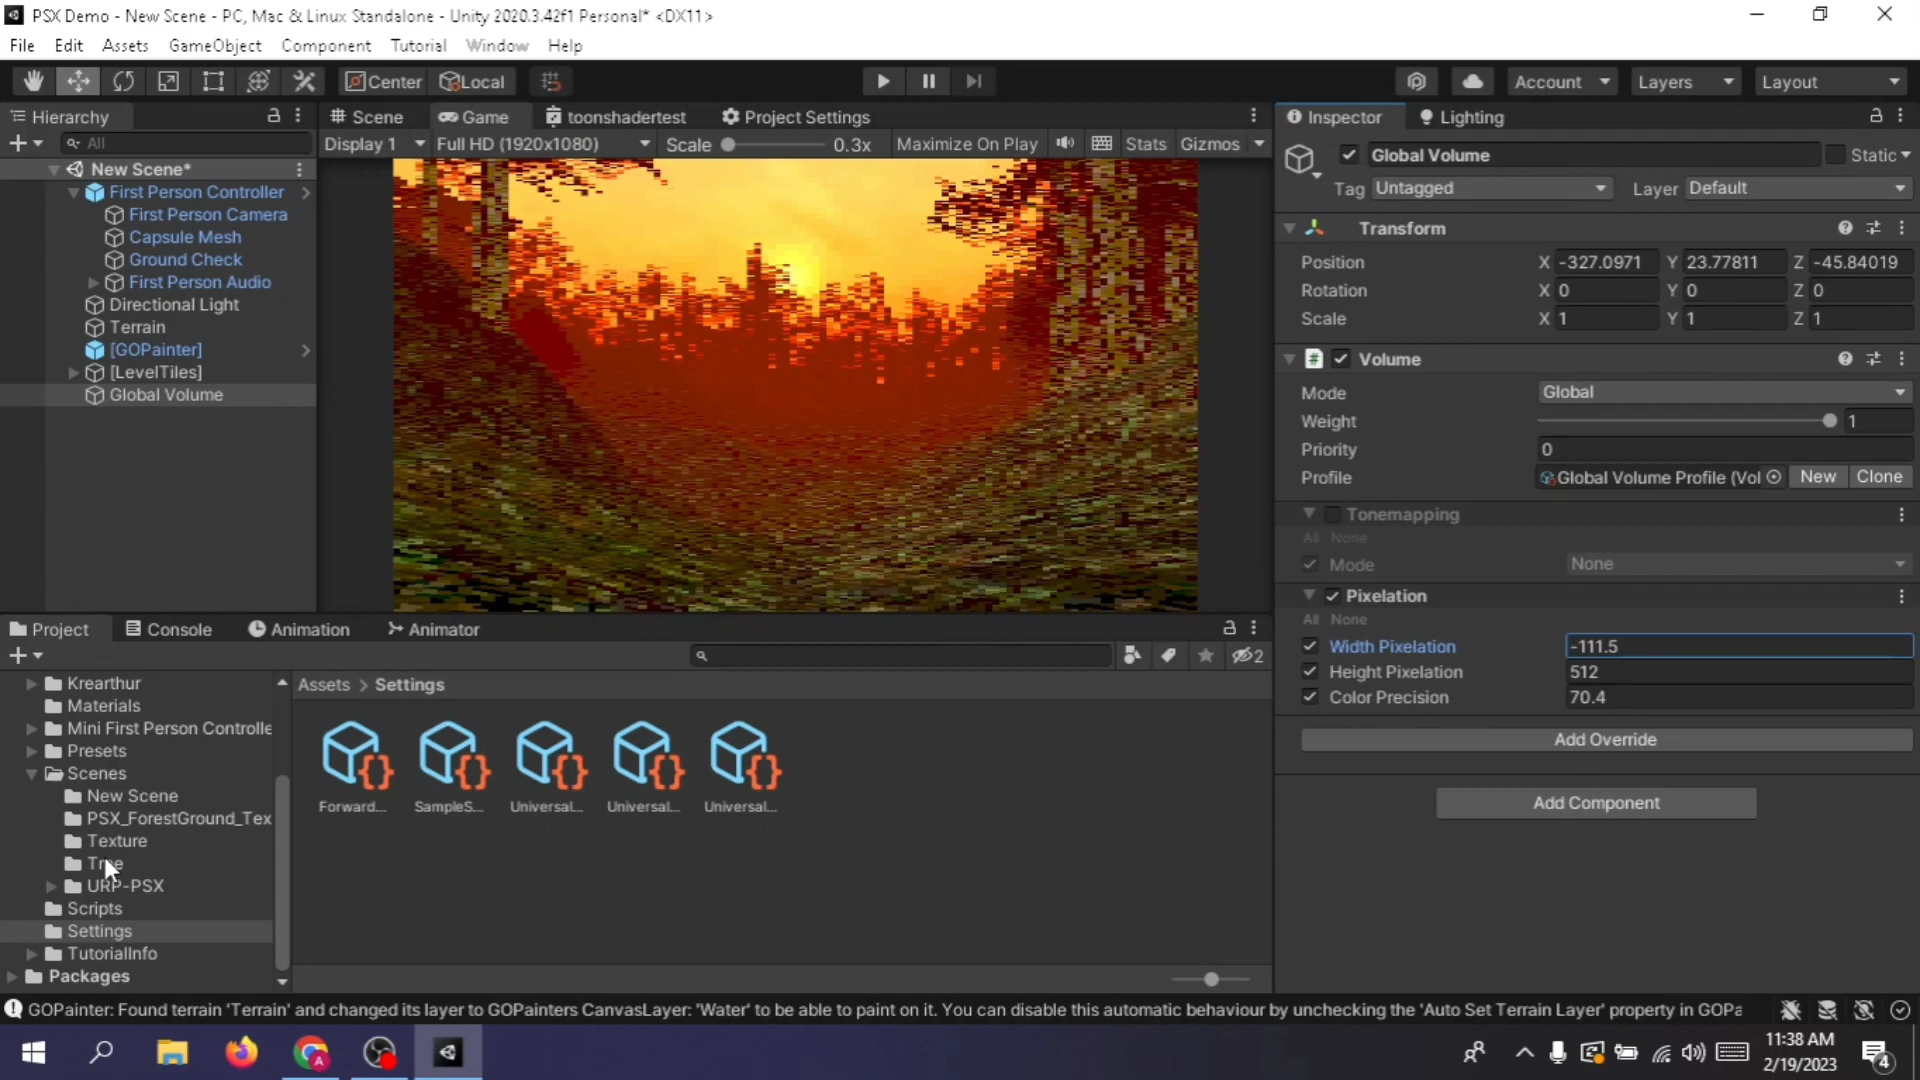 PSX Demo - New Scene - PC, Mac & Linux Standalone - Unity 2020.3.42f1 Personal* <DX11>
File Edit Assets GameObject Component Tutorial Window Help
Center Local Account Layers Layout
Hierarchy
All
New Scene*
First Person Controller
First Person Camera
Capsule Mesh
Ground Check
First Person Audio
Directional Light
Terrain
[GOPainter]
[LevelTiles]
Global Volume
Scene Game toonshadertest Project Settings
Display 1 Full HD (1920x1080) Scale 0.3x Maximize On Play Stats Gizmos
Inspector Lighting
Global Volume Static
Tag Untagged Layer Default
Transform
Position X -327.0971 Y 23.77811 Z -45.84019
Rotation X 0 Y 0 Z 0
Scale X 1 Y 1 Z 1
# Volume
Mode Global
Weight 1
Priority 0
Profile Global Volume Profile (Vol New Clone
Tonemapping
All None
Mode None
Pixelation
All None
Width Pixelation -111.5
Height Pixelation 512
Color Precision 70.4
Add Override
Add Component
Project Console Animation Animator
2
Krearthur
Materials
Mini First Person Controlle
Presets
Scenes
New Scene
PSX_ForestGround_Tex
Texture
Tree
URP-PSX
Scripts
Settings
TutorialInfo
Packages
Assets > Settings
Forward... SampleS... Universal... Universal... Universal...
GOPainter: Found terrain 'Terrain' and changed its layer to GOPainters CanvasLayer: 'Water' to be able to paint on it. You can disable this automatic behaviour by unchecking the 'Auto Set Terrain Layer' property in GOPa
11:38 AM
2/19/2023
4